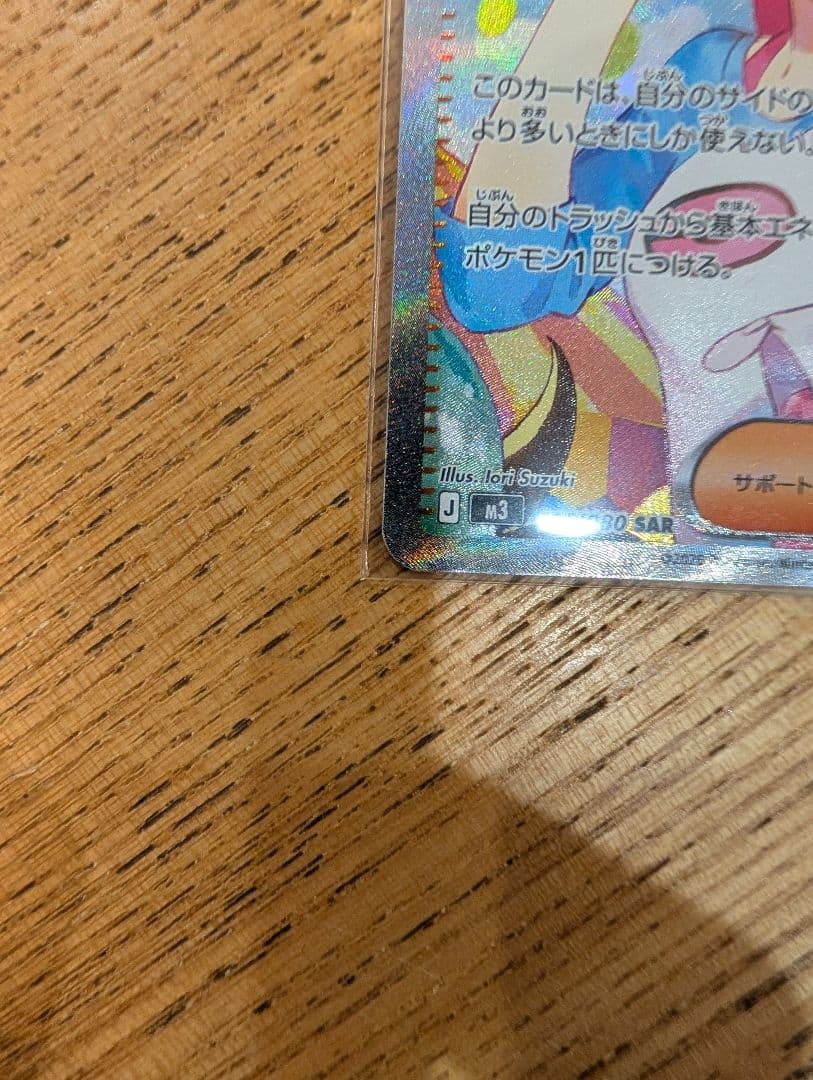 このカードは、自分のサイドの
より多いときにしか使えない。
自分のトラッシュから基本エネ
ポケモン1匹につける。
Illus. Iori Suzuki
サポート
J M3 SAR